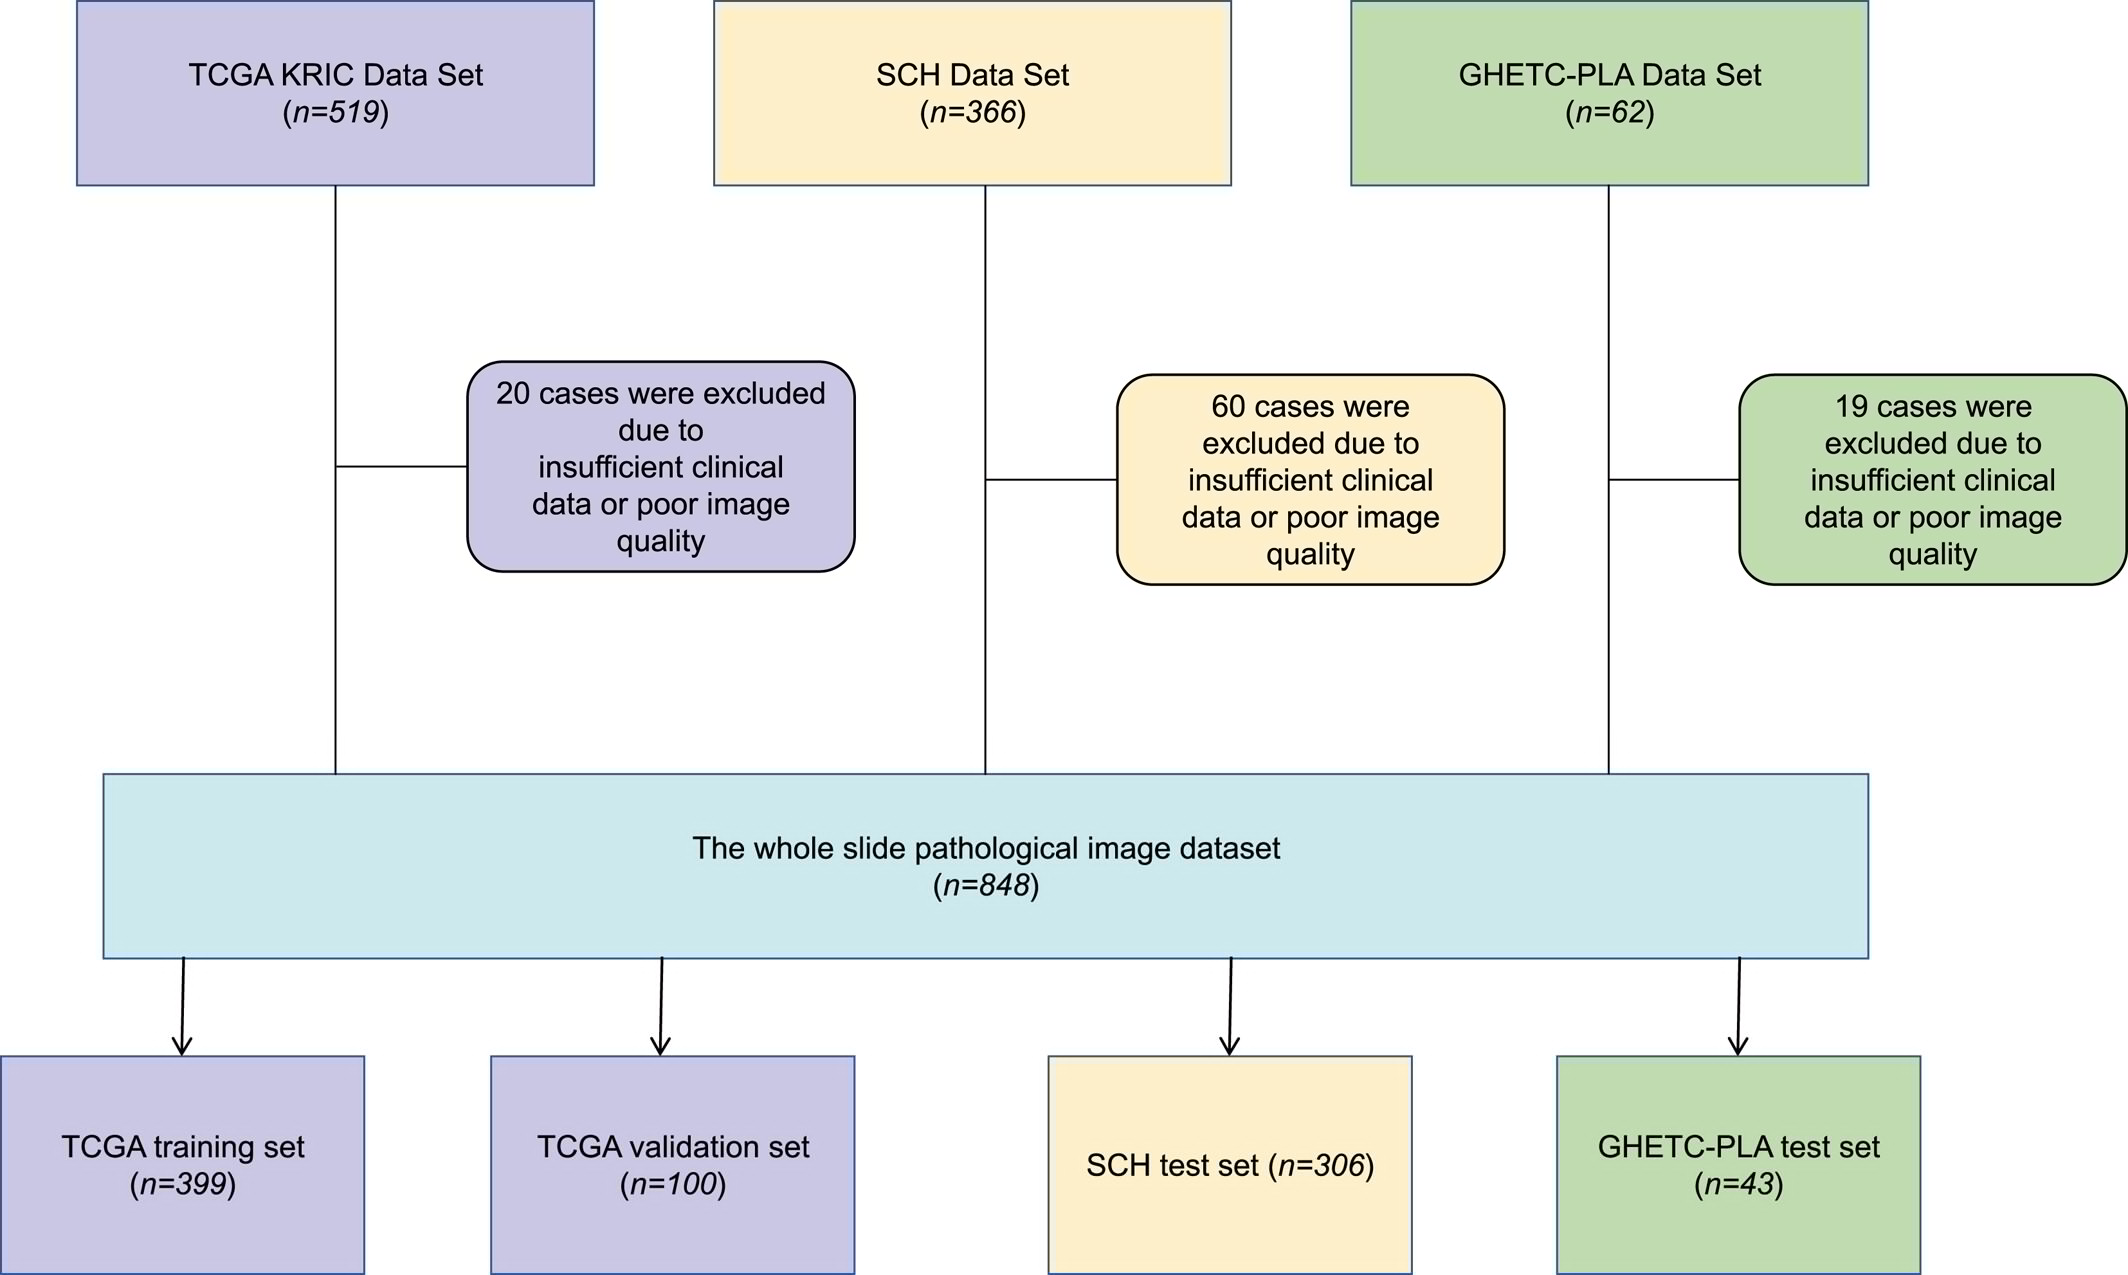 TCGA KRIC Data Set
(n=519)
SCH Data Set
(n=366)
GHETC-PLA Data Set
(n=62)
20 cases were excluded
due to
insufficient clinical
data or poor image
quality
60 cases were
excluded due to
insufficient clinical
data or poor image
quality
19 cases were
excluded due to
insufficient clinical
data or poor image
quality
The whole slide pathological image dataset
(n=848)
TCGA training set
(n=399)
TCGA validation set
(n=100)
SCH test set (n=306)
GHETC-PLA test set
(n=43)